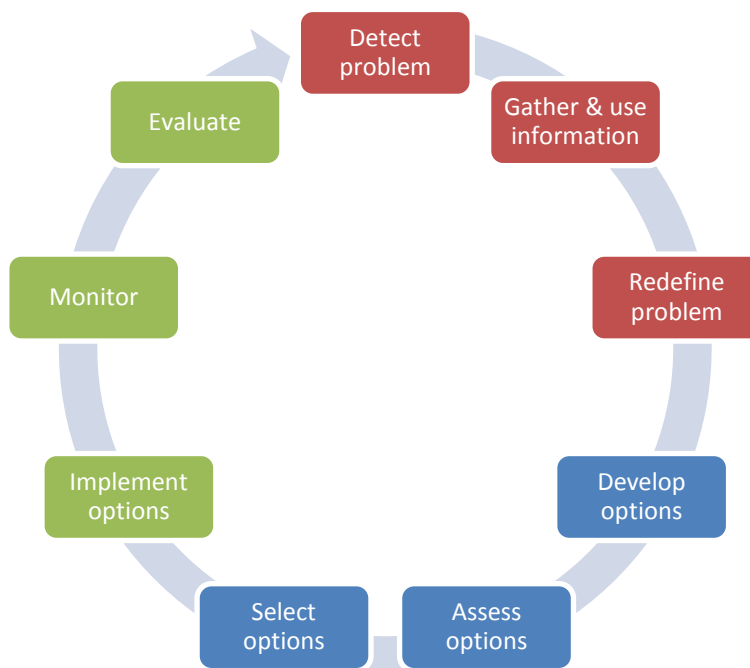 Detect
problem
Gather & use
information
Redefine
problem
Develop
options
Assess
options
Select
options
Implement
options
Monitor
Evaluate